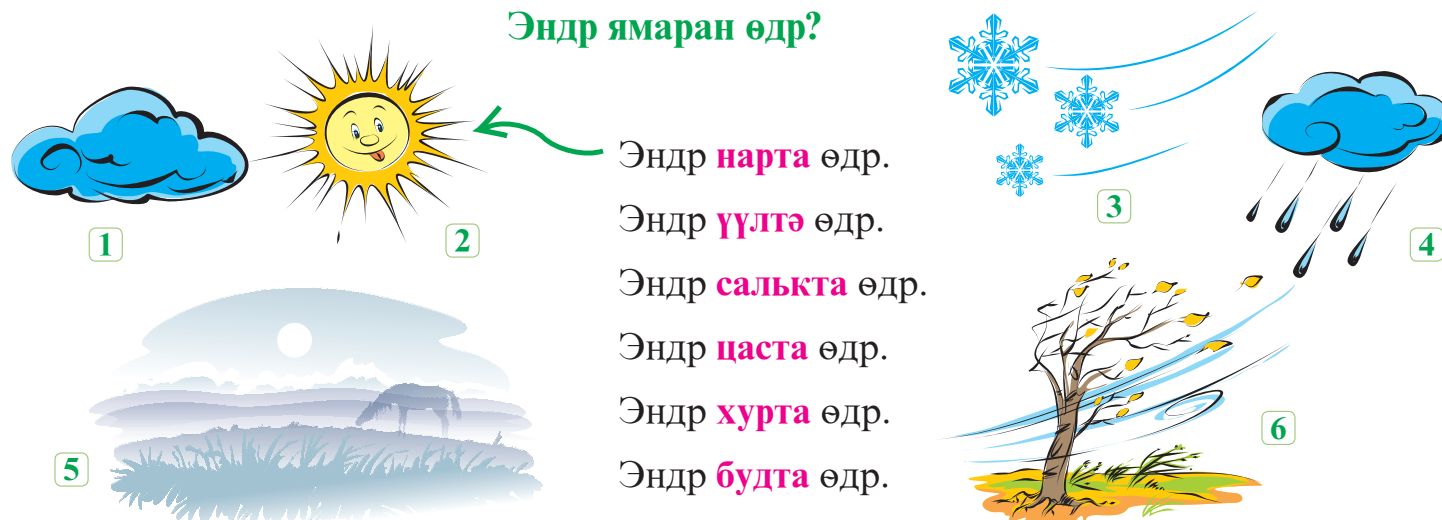 Эндр ямаран өдр?
Эндр нарта өдр.
Эндр үүлтә өдр.
Эндр салькта өдр.
Эндр цаста өдр.
Эндр хурта өдр.
Эндр будта өдр.
1
2
3
4
5
6